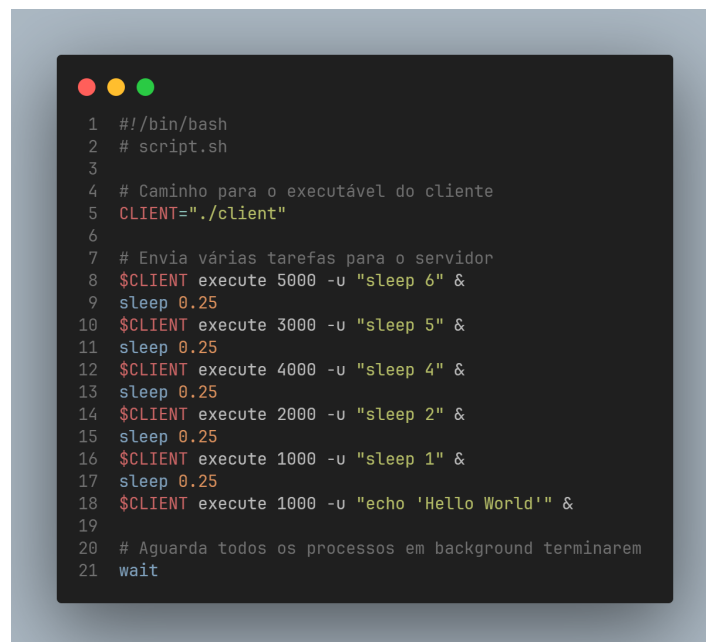 1 #!/bin/bash
2 # script.sh
3
4 # Caminho para o executável do cliente
5 CLIENT="./client"
6
7 # Envia várias tarefas para o servidor
8 $CLIENT execute 5000 -u "sleep 6" &
9 sleep 0.25
10 $CLIENT execute 3000 -u "sleep 5" &
11 sleep 0.25
12 $CLIENT execute 4000 -u "sleep 4" &
13 sleep 0.25
14 $CLIENT execute 2000 -u "sleep 2" &
15 sleep 0.25
16 $CLIENT execute 1000 -u "sleep 1" &
17 sleep 0.25
18 $CLIENT execute 1000 -u "echo 'Hello World'" &
19
20 # Aguarda todos os processos em background terminarem
21 wait